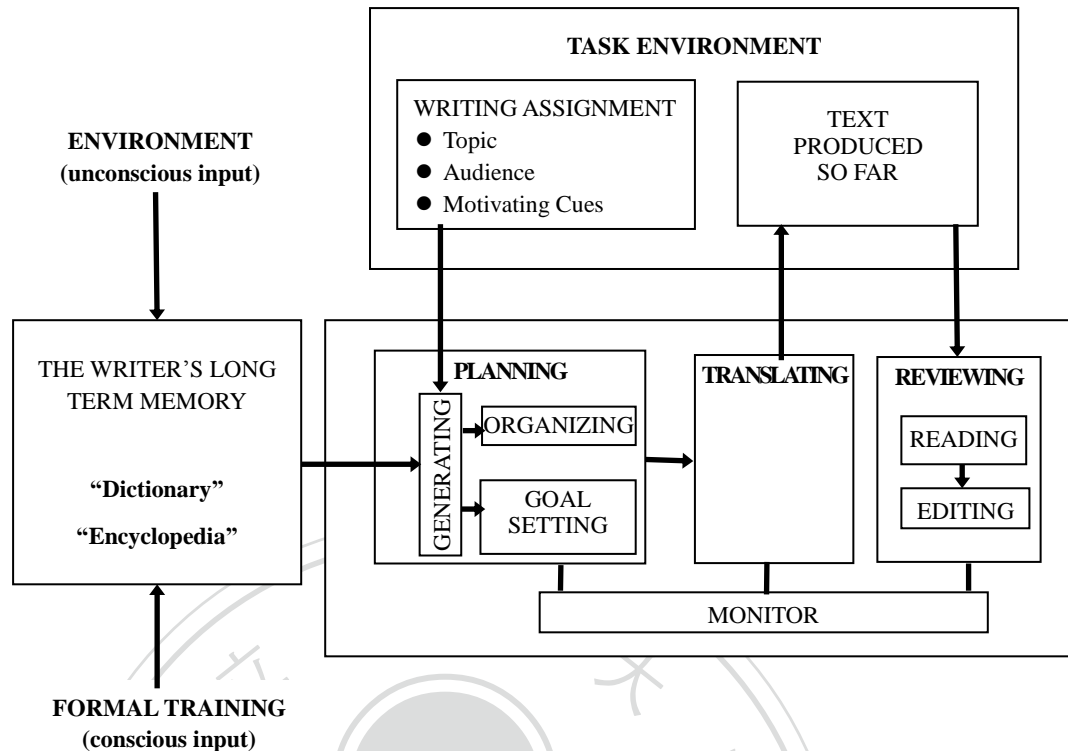 TASK ENVIRONMENT
WRITING ASSIGNMENT
● Topic
● Audience
● Motivating Cues
TEXT
PRODUCED
SO FAR
ENVIRONMENT
(unconscious input)
THE WRITER’S LONG
TERM MEMORY
“Dictionary”
“Encyclopedia”
PLANNING
GENERATING
ORGANIZING
GOAL
SETTING
TRANSLATING
REVIEWING
READING
EDITING
MONITOR
FORMAL TRAINING
(conscious input)